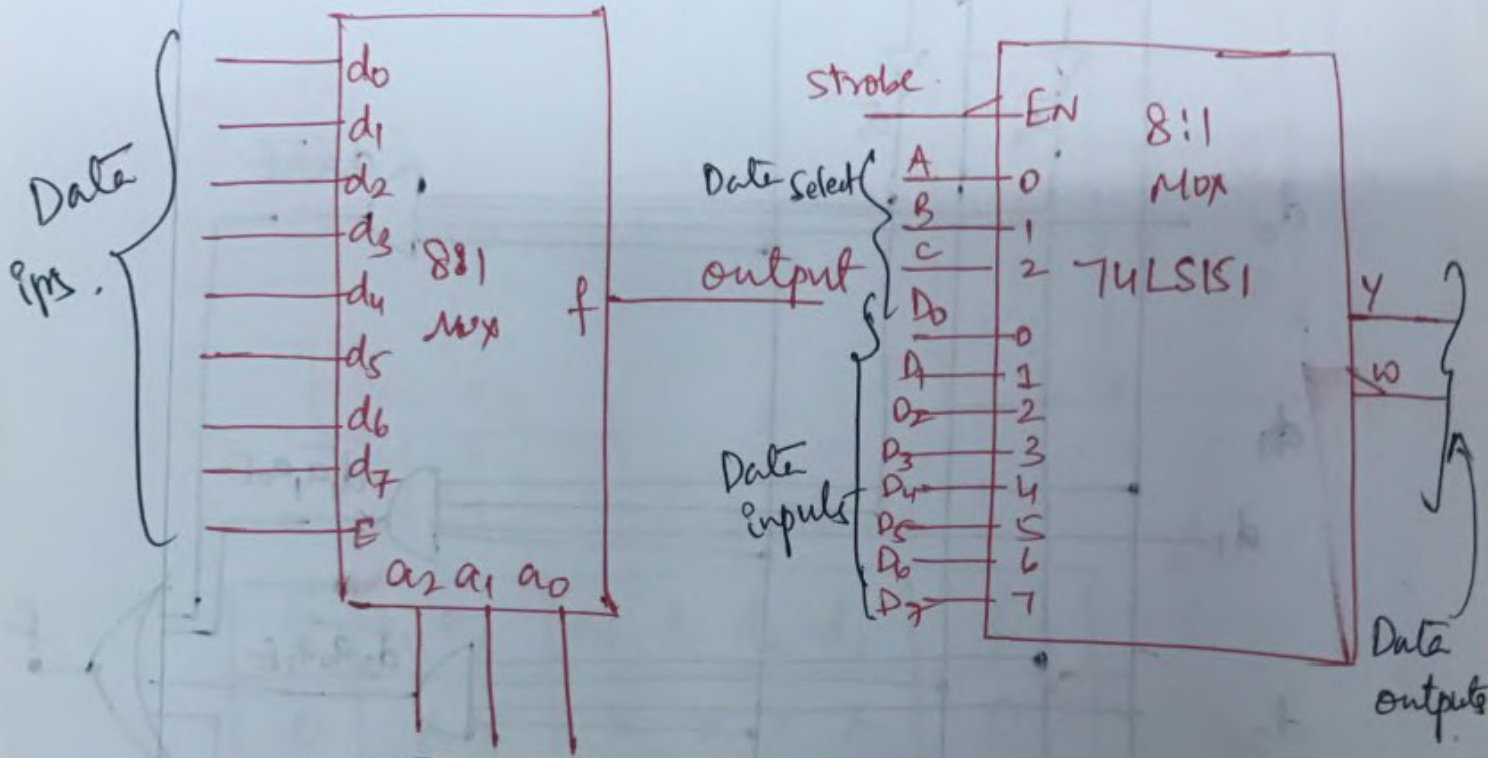 Data
ips.
d0
d1
d2
d3
d4
d5
d6
d7
E
8:1
MUX
f
output
a2 a1 a0
Strobe
EN
8:1
MUX
74LS151
Data Select
A 0
B 1
C 2
D0 0
D1 1
D2 2
D3 3
D4 4
D5 5
D6 6
D7 7
Data
inputs
Y
W
Data
outputs